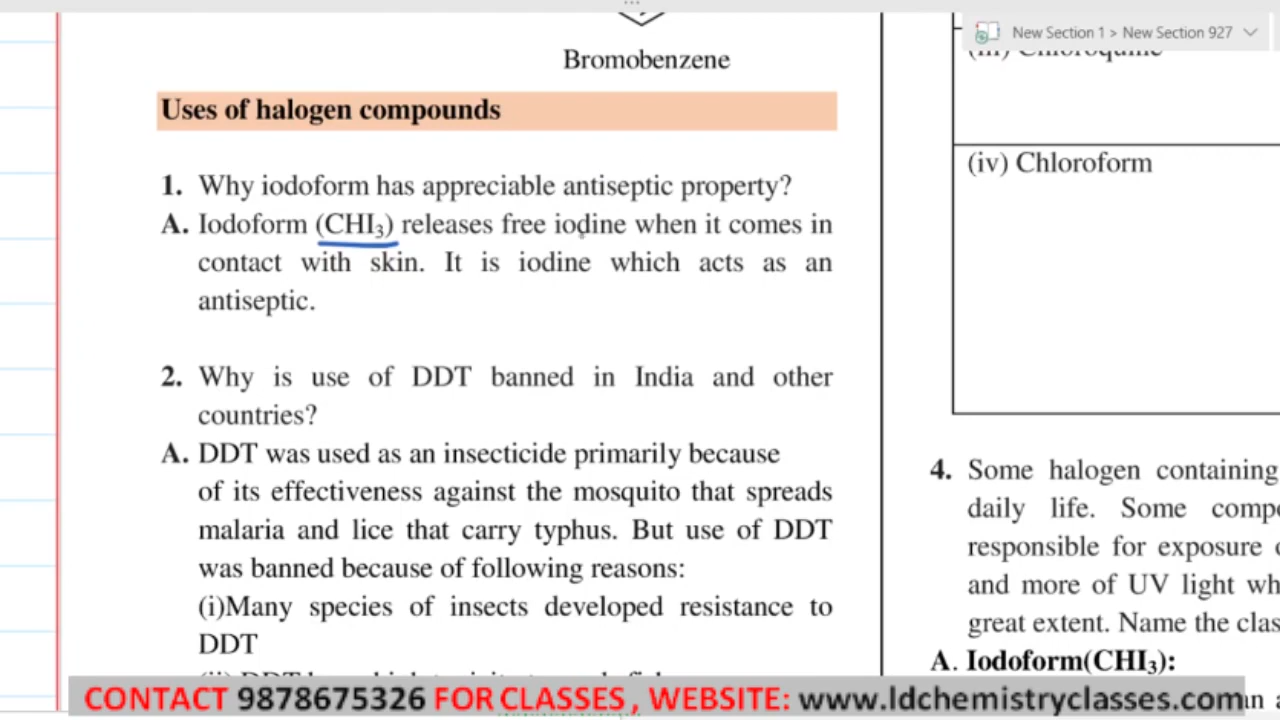 New Section 1 > New Section 927
Bromobenzene
Uses of halogen compounds
1. Why iodoform has appreciable antiseptic property?
A. Iodoform (CHI₃) releases free iodine when it comes in
contact with skin. It is iodine which acts as an
antiseptic.
2. Why is use of DDT banned in India and other
countries?
A. DDT was used as an insecticide primarily because
of its effectiveness against the mosquito that spreads
malaria and lice that carry typhus. But use of DDT
was banned because of following reasons:
(i)Many species of insects developed resistance to
DDT
(iii) Chloroquine
(iv) Chloroform
4. Some halogen containing
daily life. Some
responsible for exposure
and more of UV light
great extent. Name the
A. Iodoform(CHI₃):
CONTACT 9878675326 FOR CLASSES , WEBSITE: www.ldchemistryclasses.com